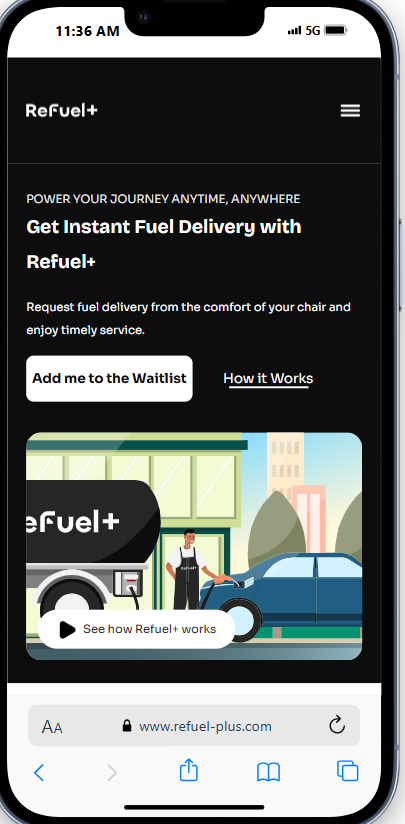 11:36 AM 5G
ReFuel+
POWER YOUR JOURNEY ANYTIME, ANYWHERE
Get Instant Fuel Delivery with
Refuel+
Request fuel delivery from the comfort of your chair and
enjoy timely service.
Add me to the Waitlist How it Works
eFuel+
ReFuel+
See how Refuel+ works
AA www.refuel-plus.com